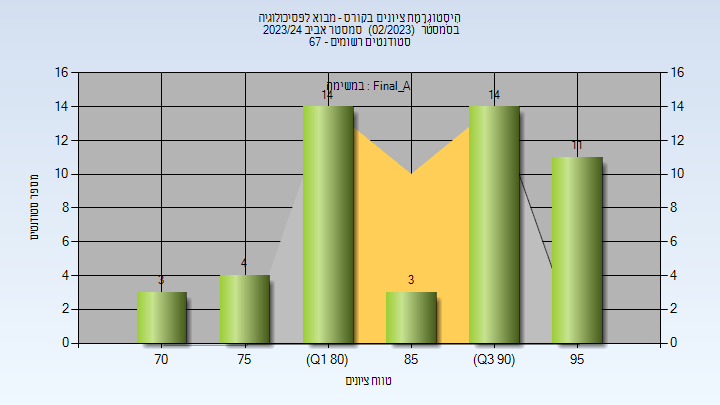 היסטוגרמת ציונים בקורס - מבוא לפסיכולוגיה
בסמסטר (02/2023) סמסטר אביב 2023/24
סטודנטים רשומים - 67
במשימה : Final_A
16 16
14 14
12 12
10 10
8 8
6 6
4 4
2 2
0 0
3 4 14 3 14 11
70 75 (Q1 80) 85 (Q3 90) 95
מספר סטודנטים
טווח ציונים